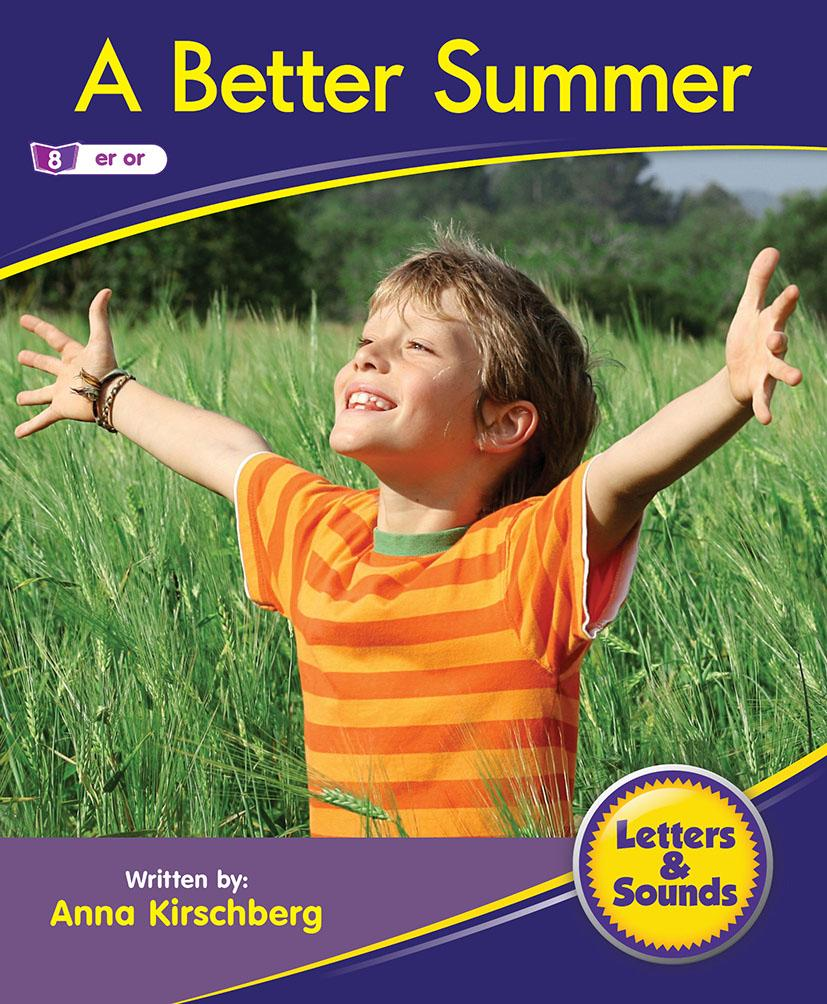 A Better Summer
8 er or
Letters
&
Sounds
Written by:
Anna Kirschberg